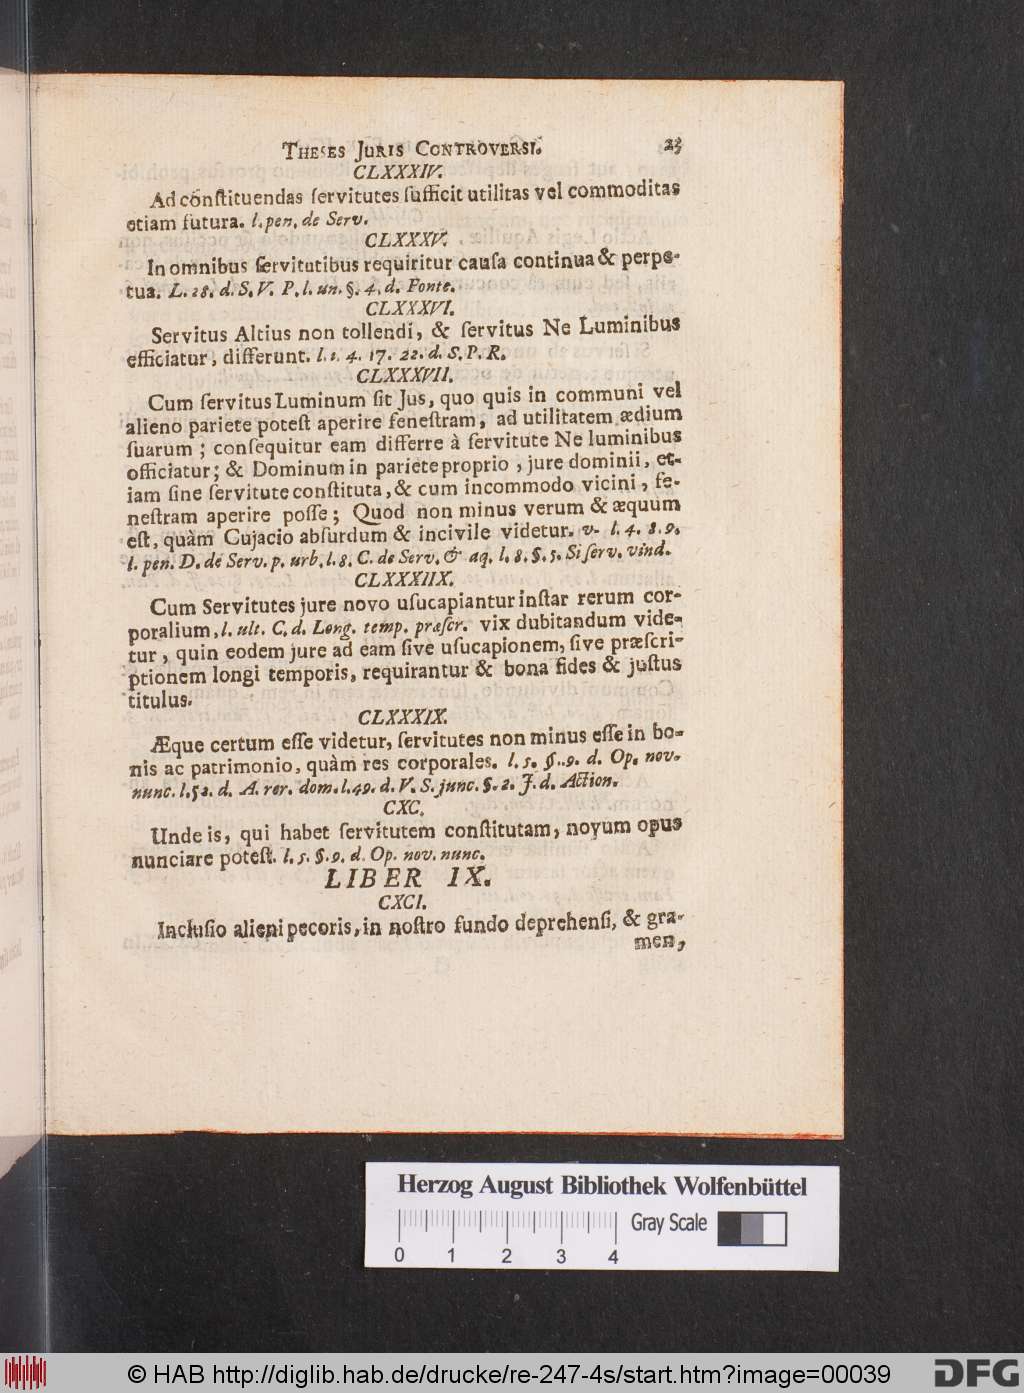 THESES JURIS CONTROVERSI. 23
CLXXXIV.
Ad cõnſtituendas ſervitutes ſufficit utilitas vel commoditas
etiam futura. l. pen. de Serv.
CLXXXV.
In omnibus ſervitutibus requiritur cauſa continua & perpe-
tua. L. 28. d. S. V. P. l. un. §. 4. d. Fonte.
CLXXXVI.
Servitus Altius non tollendi, & ſervitus Ne Luminibus
efficiatur, differunt. l. 1. 4. 17. 22. d. S. P. R.
CLXXXVII.
Cum ſervitus Luminum ſit Jus, quo quis in communi vel
alieno pariete poteſt aperire feneſtram, ad utilitatem ædium
ſuarum; conſequitur eam differre à ſervitute Ne luminibus
officiatur; & Dominum in pariete proprio, jure dominii, et-
iam ſine ſervitute conſtituta, & cum incommodo vicini, fe-
neſtram aperire poſſe; Quod non minus verum & æquum
eſt, quàm Cujacio abſurdum & incivile videtur. v. l. 4. 8. 9.
l. pen. D. de Serv. p. urb. l. 8. C. de Serv. & aq. l. 8. §. 5. Si ſerv. vind.
CLXXXIIX.
Cum Servitutes jure novo uſucapiantur inſtar rerum cor-
poralium, l. ult. C. d. Long. temp. præſcr. vix dubitandum vide-
tur, quin eodem jure ad eam ſive uſucapionem, ſive præſcri-
ptionem longi temporis, requirantur & bona fides & juſtus
titulus.
CLXXXIX.
Æque certum eſſe videtur, ſervitutes non minus eſſe in bo-
nis ac patrimonio, quàm res corporales. l. 5. §. 9. d. Op. nov.
nunc. l. 52. d. A. rer. dom. l. 49. d. V. S. junc. §. 2. J. d. Action.
CXC.
Unde is, qui habet ſervitutem conſtitutam, novum opus
nunciare poteſt. l. 5. §. 9. d. Op. nov. nunc.
LIBER IX.
CXCI.
Incluſio alieni pecoris, in noſtro fundo deprehenſi, & gra-
men,
Herzog August Bibliothek Wolfenbüttel
Gray Scale
0 1 2 3 4
© HAB http://diglib.hab.de/drucke/re-247-4s/start.htm?image=00039
DFG